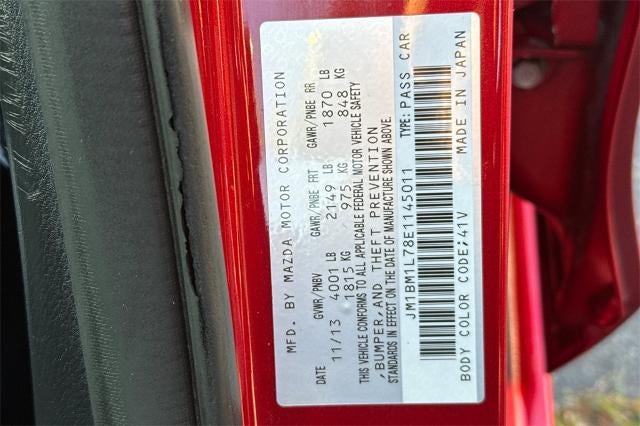 MFD. BY MAZDA MOTOR CORPORATION
DATE GVWR/PNBV GAWR/PNBE FRT GAWR/PNBE RR
11/13 4001 LB 2149 LB 1870 LB
1815 KG 975 KG 848 KG
THIS VEHICLE CONFORMS TO ALL APPLICABLE FEDERAL MOTOR VEHICLE SAFETY
,BUMPER,AND THEFT PREVENTION
STANDARDS IN EFFECT ON THE DATE OF MANUFACTURE SHOWN ABOVE.
JM1BM1L78E1145011 TYPE: PASS CAR
BODY COLOR CODE;41V MADE IN JAPAN